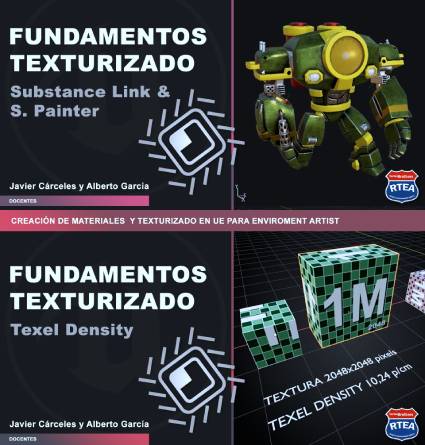 FUNDAMENTOS
TEXTURIZADO
Substance Link &
S. Painter
Javier Cárceles y Alberto García
DOCENTES
RTEA
CREACIÓN DE MATERIALES Y TEXTURIZADO EN UE PARA ENVIROMENT ARTIST
FUNDAMENTOS
TEXTURIZADO
Texel Density
1M
2048
TEXTURA 2048x2048 pixels
TEXEL DENSITY 10,24 p/cm
Javier Cárceles y Alberto García
DOCENTES
RTEA